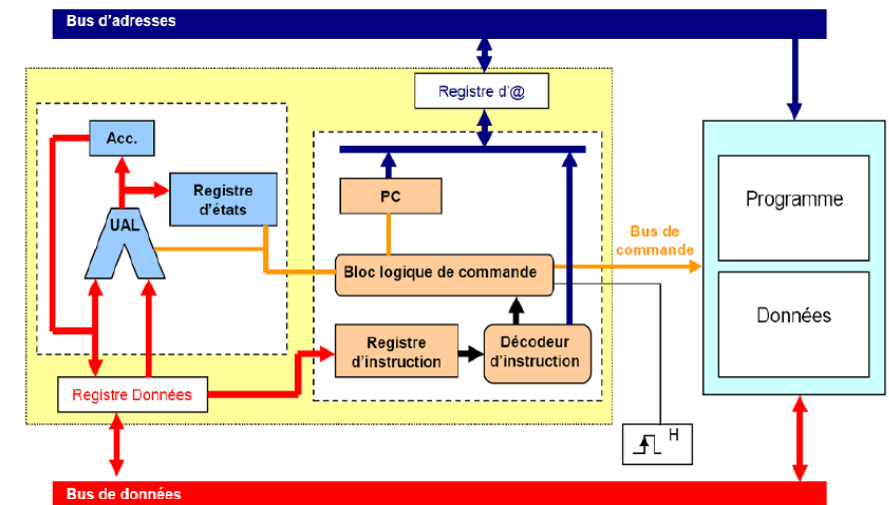 Bus d'adresses
Registre d'@
Acc.
Registre
d'états
UAL
PC
Bloc logique de commande
Bus de
commande
Programme
Données
Registre
d'instruction
Décodeur
d'instruction
Registre Données
H
Bus de données